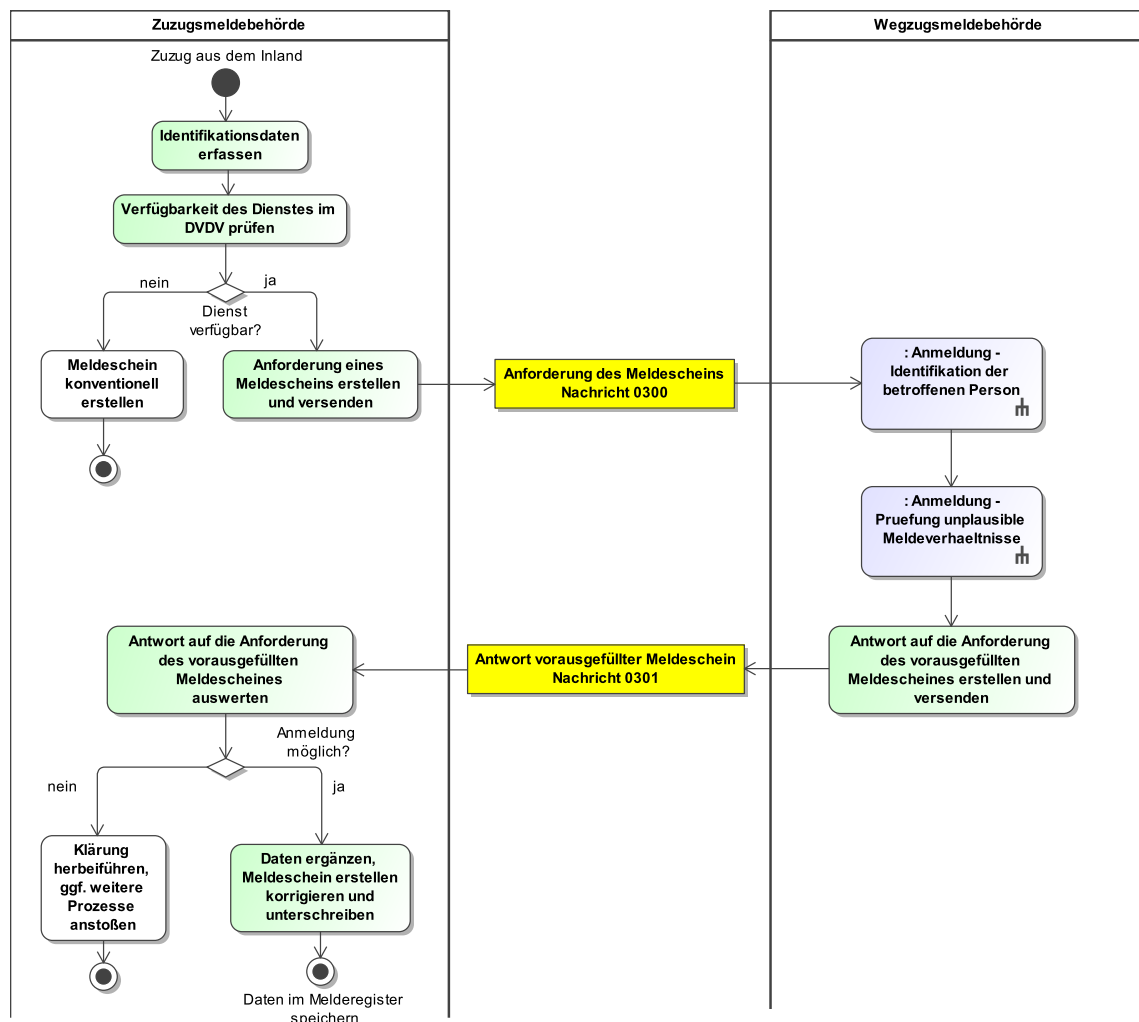 Zuzugsmeldebehörde
Wegzugsmeldebehörde
Zuzug aus dem Inland
Identifikationsdaten
erfassen
Verfügbarkeit des Dienstes im
DVDV prüfen
nein
ja
Dienst
verfügbar?
Meldeschein
konventionell
erstellen
Anforderung eines
Meldescheins erstellen
und versenden
Anforderung des Meldescheins
Nachricht 0300
: Anmeldung -
Identifikation der
betroffenen Person
: Anmeldung -
Pruefung unplausible
Meldeverhaeltnisse
Antwort auf die Anforderung
des vorausgefüllten
Meldescheines erstellen und
versenden
Antwort vorausgefüllter Meldeschein
Nachricht 0301
Antwort auf die Anforderung
des vorausgefüllten
Meldescheines
auswerten
Anmeldung
möglich?
nein
ja
Klärung
herbeiführen,
ggf. weitere
Prozesse
anstoßen
Daten ergänzen,
Meldeschein erstellen
korrigieren und
unterschreiben
Daten im Melderegister
speichern